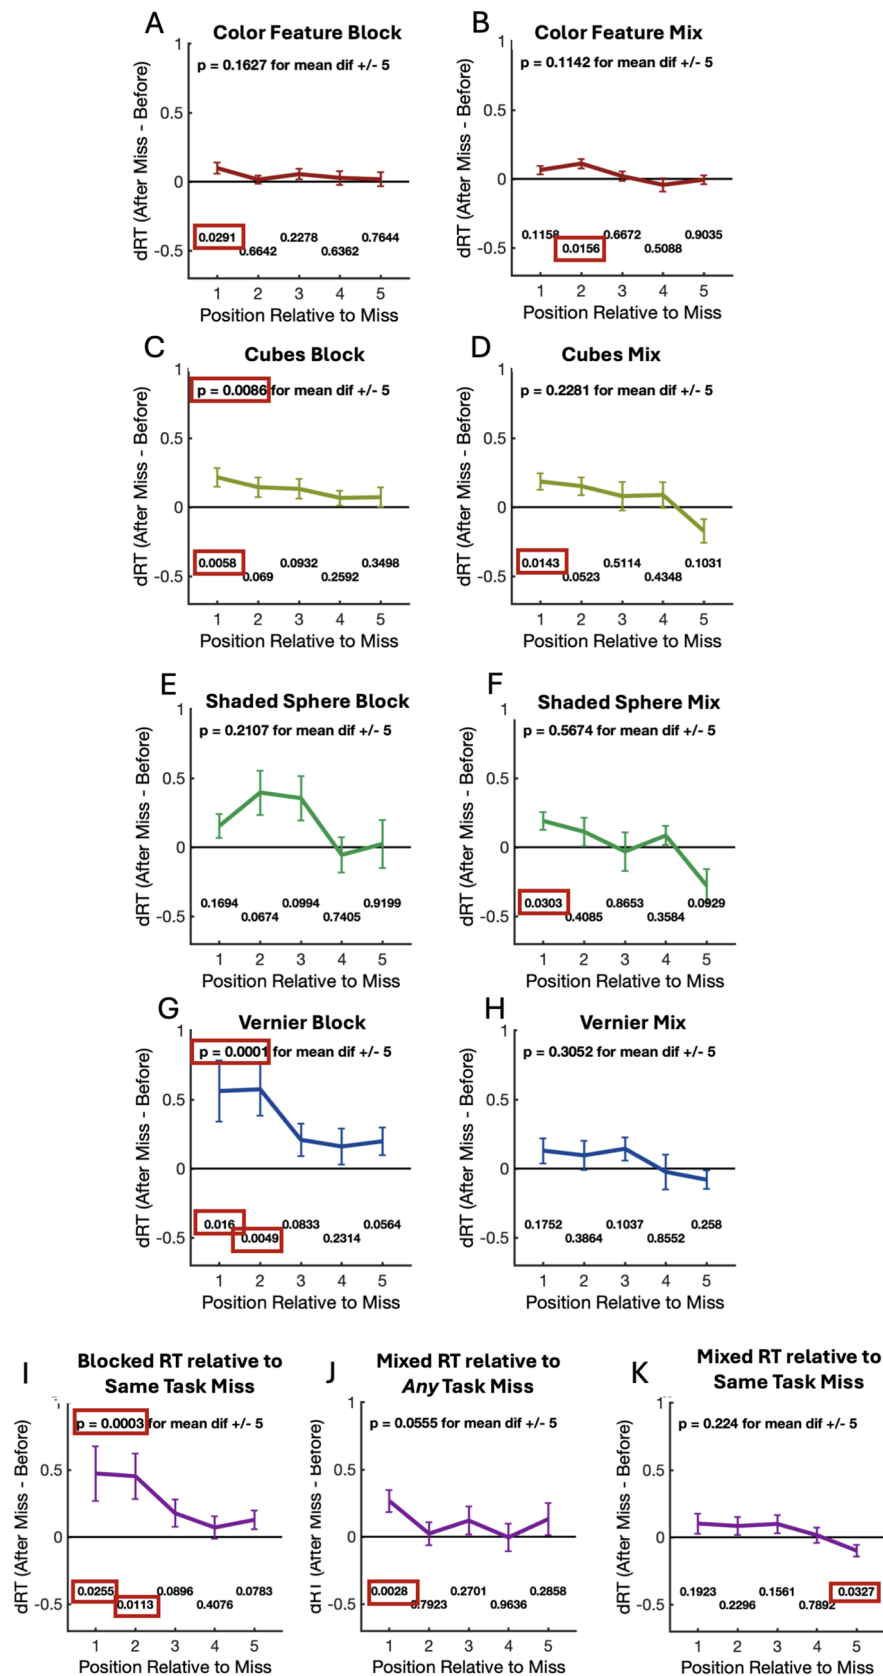 A
Color Feature Block
1
p = 0.1627 for mean dif +/- 5
0.5
0
-0.5
dRT (After Miss - Before)
0.0291
0.6642
0.2278
0.6362
0.7644
1 2 3 4 5
Position Relative to Miss
B
Color Feature Mix
1
p = 0.1142 for mean dif +/- 5
0.5
0
-0.5
dRT (After Miss - Before)
0.1158
0.0156
0.6672
0.5088
0.9035
1 2 3 4 5
Position Relative to Miss
C
Cubes Block
1
p = 0.0086 for mean dif +/- 5
0.5
0
-0.5
dRT (After Miss - Before)
0.0058
0.069
0.0932
0.2592
0.3498
1 2 3 4 5
Position Relative to Miss
D
Cubes Mix
1
p = 0.2281 for mean dif +/- 5
0.5
0
-0.5
dRT (After Miss - Before)
0.0143
0.0523
0.5114
0.4348
0.1031
1 2 3 4 5
Position Relative to Miss
E
Shaded Sphere Block
1
p = 0.2107 for mean dif +/- 5
0.5
0
-0.5
dRT (After Miss - Before)
0.1694
0.0674
0.0994
0.7405
0.9199
1 2 3 4 5
Position Relative to Miss
F
Shaded Sphere Mix
1
p = 0.5674 for mean dif +/- 5
0.5
0
-0.5
dRT (After Miss - Before)
0.0303
0.4085
0.8653
0.3584
0.0929
1 2 3 4 5
Position Relative to Miss
G
Vernier Block
1
p = 0.0001 for mean dif +/- 5
0.5
0
-0.5
dRT (After Miss - Before)
0.016
0.0049
0.0833
0.2314
0.0564
1 2 3 4 5
Position Relative to Miss
H
Vernier Mix
1
p = 0.3052 for mean dif +/- 5
0.5
0
-0.5
dRT (After Miss - Before)
0.1752
0.3864
0.1037
0.8552
0.258
1 2 3 4 5
Position Relative to Miss
I
Blocked RT relative to
Same Task Miss
p = 0.0003 for mean dif +/- 5
0.5
0
-0.5
dRT (After Miss - Before)
0.0255
0.0113
0.0896
0.4076
0.0783
1 2 3 4 5
Position Relative to Miss
J
Mixed RT relative to
Any Task Miss
1
p = 0.0555 for mean dif +/- 5
0.5
0
-0.5
dRT (After Miss - Before)
0.0028
0.7923
0.2701
0.9636
0.2858
1 2 3 4 5
Position Relative to Miss
K
Mixed RT relative to
Same Task Miss
p = 0.224 for mean dif +/- 5
0.5
0
-0.5
dRT (After Miss - Before)
0.1923
0.2296
0.1561
0.7892
0.0327
1 2 3 4 5
Position Relative to Miss